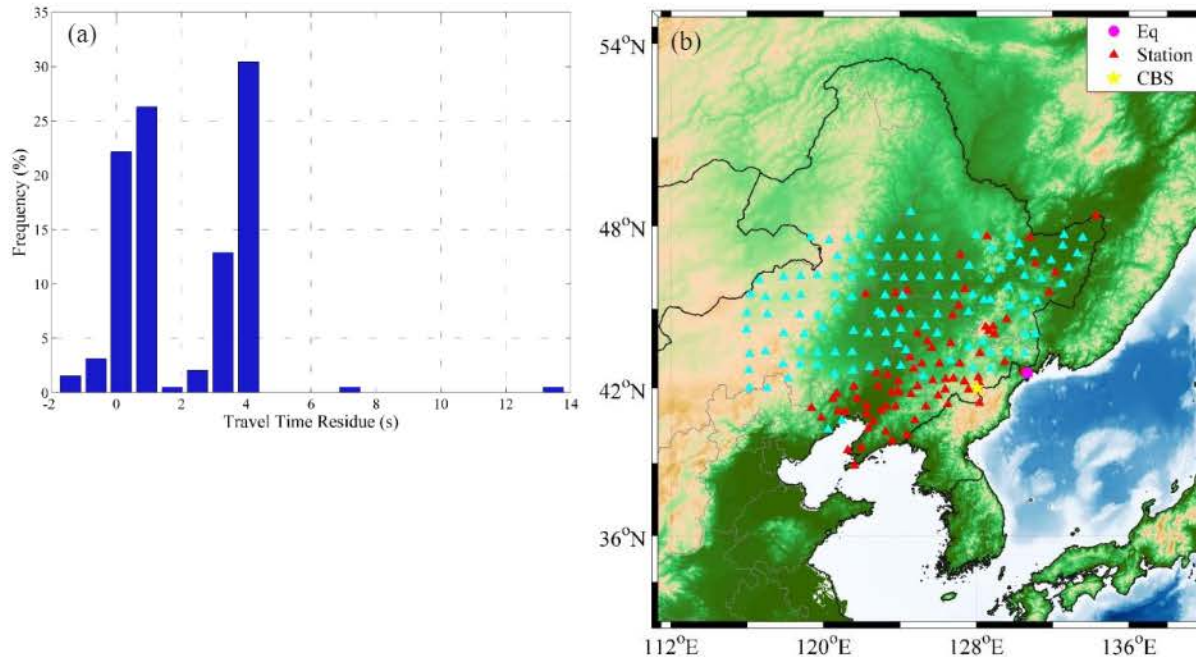 (a)
35
30
25
20
15
10
5
0
Frequency (%)
-2 0 2 4 6 8 10 12 14
Travel Time Residue (s)
(b)
Eq
Station
CBS
54°N
48°N
42°N
36°N
112°E 120°E 128°E 136°E